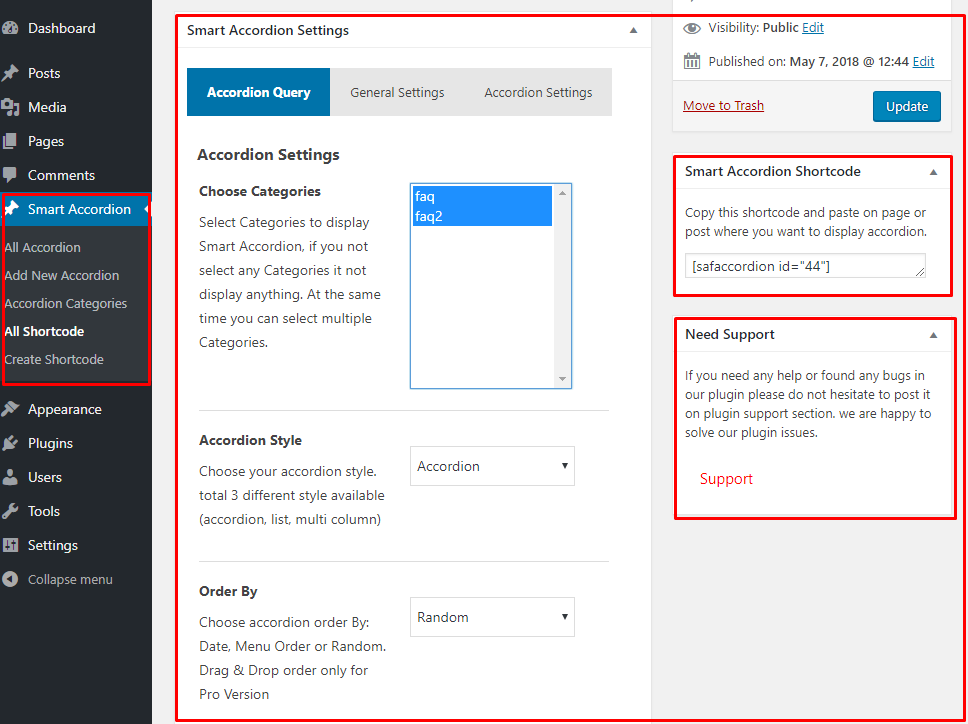 Dashboard
Posts
Media
Pages
Comments
Smart Accordion
All Accordion
Add New Accordion
Accordion Categories
All Shortcode
Create Shortcode
Appearance
Plugins
Users
Tools
Settings
Collapse menu
Smart Accordion Settings
Accordion Query
General Settings
Accordion Settings
Accordion Settings
Choose Categories
Select Categories to display
Smart Accordion, if you not
select any Categories it not
display anything. At the same
time you can select multiple
Categories.
faq
faq2
Accordion Style
Choose your accordion style.
total 3 different style available
(accordion, list, multi column)
Accordion
Order By
Choose accordion order By:
Date, Menu Order or Random.
Drag & Drop order only for
Pro Version
Random
Visibility: Public Edit
Published on: May 7, 2018 @ 12:44 Edit
Move to Trash
Update
Smart Accordion Shortcode
Copy this shortcode and paste on page or
post where you want to display accordion.
[safaccordion id="44"]
Need Support
If you need any help or found any bugs in
our plugin please do not hesitate to post it
on plugin support section. we are happy to
solve our plugin issues.
Support